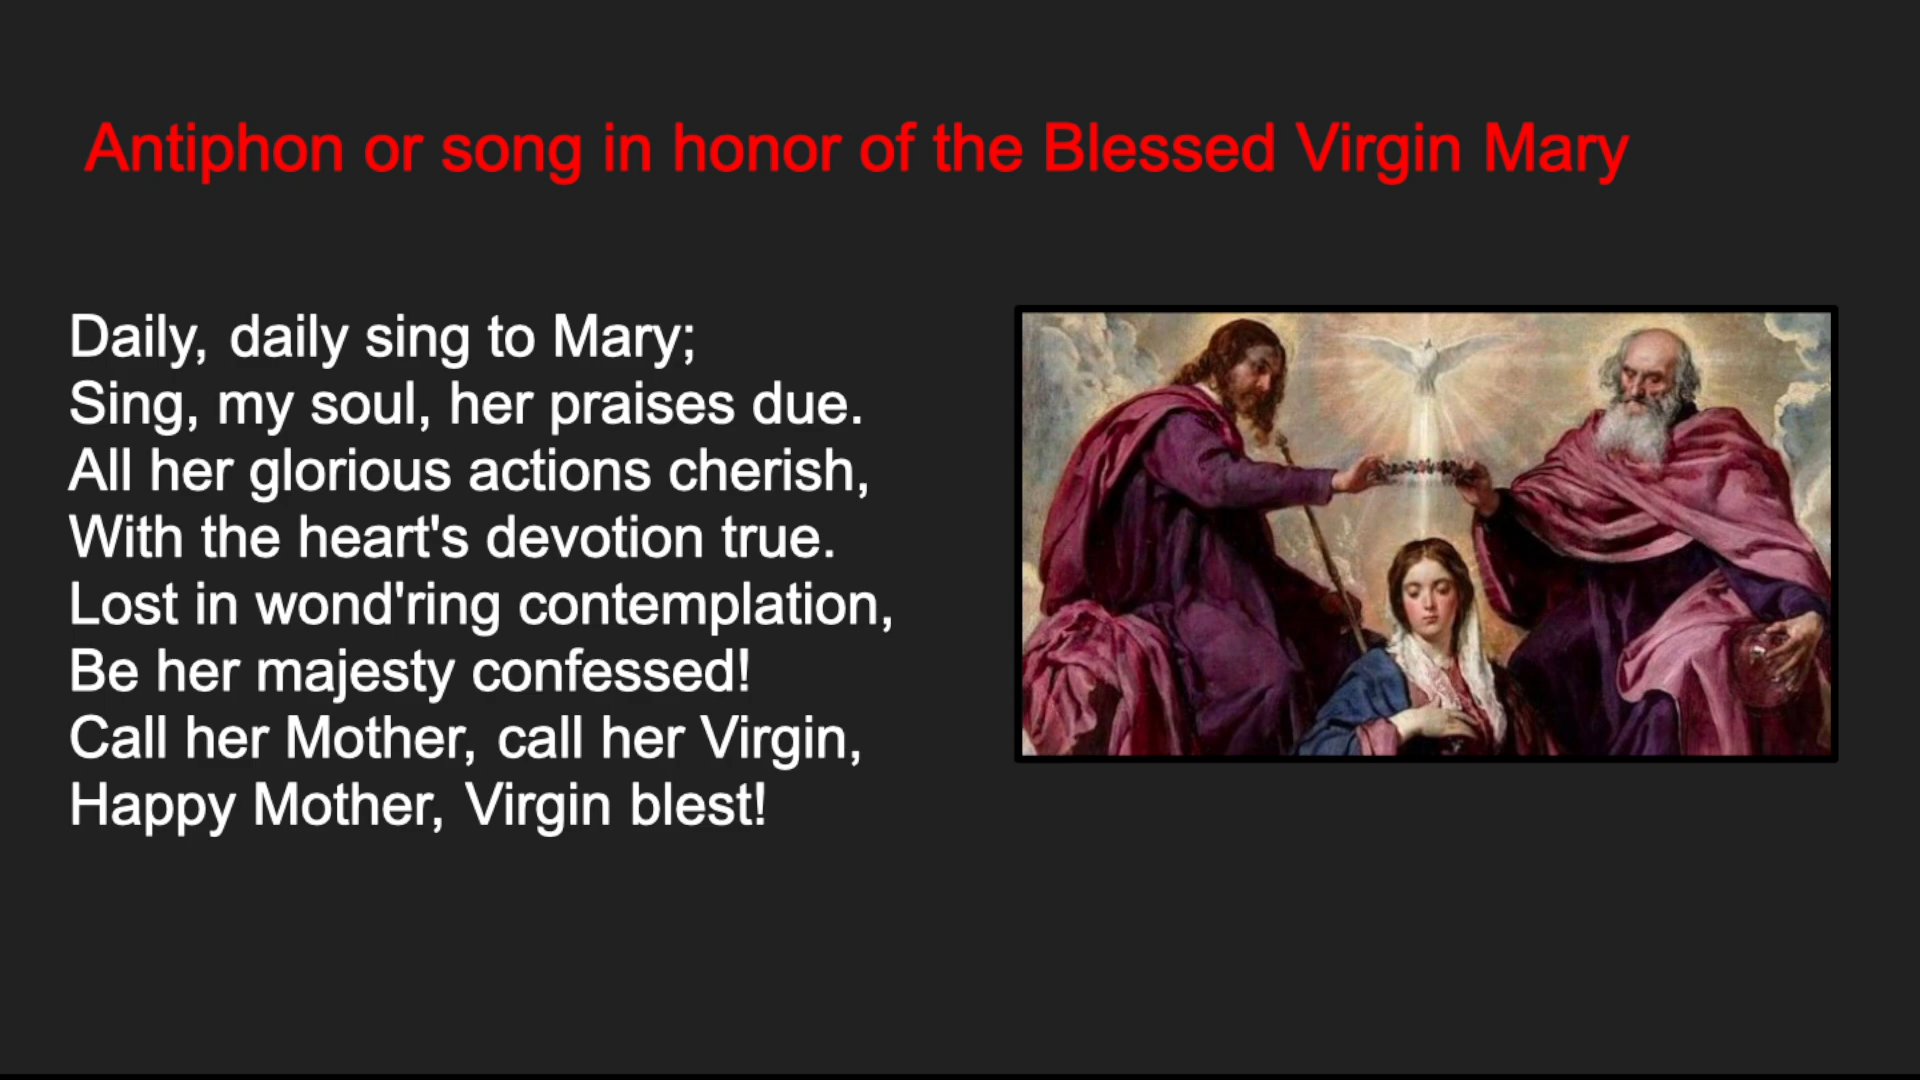 Antiphon or song in honor of the Blessed Virgin Mary
Daily, daily sing to Mary;
Sing, my soul, her praises due.
All her glorious actions cherish,
With the heart's devotion true.
Lost in wond'ring contemplation,
Be her majesty confessed!
Call her Mother, call her Virgin,
Happy Mother, Virgin blest!